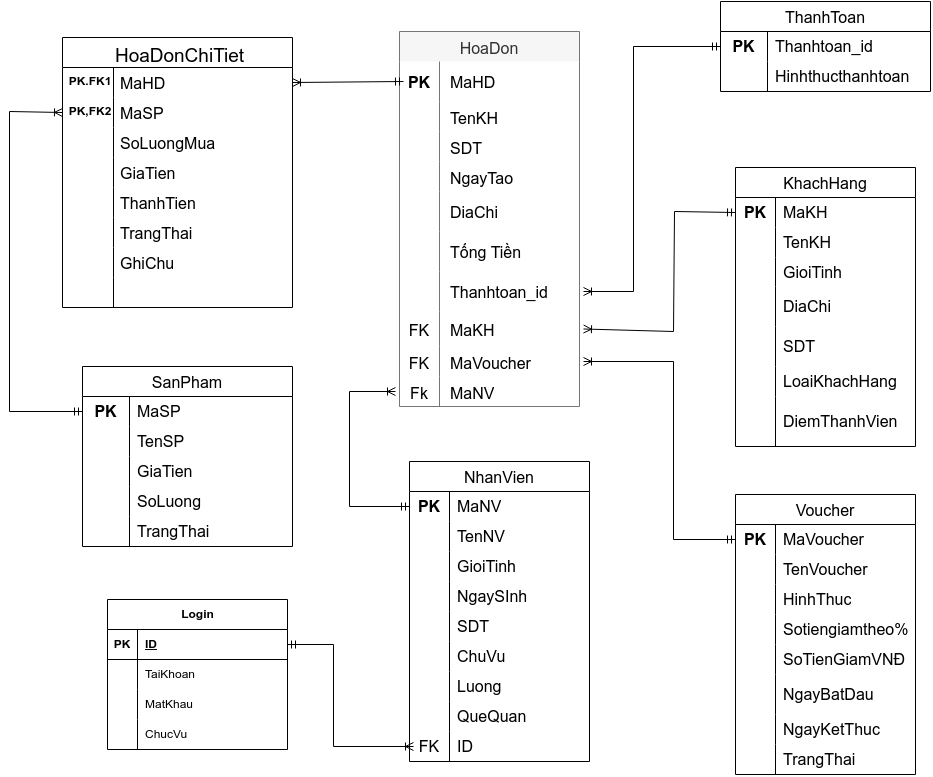 HoaDonChiTiet
PK.FK1 MaHD
PK,FK2 MaSP
SoLuongMua
GiaTien
ThanhTien
TrangThai
GhiChu
HoaDon
PK MaHD
TenKH
SDT
NgayTao
DiaChi
Tống Tiền
Thanhtoan_id
FK MaKH
FK MaVoucher
Fk MaNV
ThanhToan
PK Thanhtoan_id
Hinhthucthanhtoan
KhachHang
PK MaKH
TenKH
GioiTinh
DiaChi
SDT
LoaiKhachHang
DiemThanhVien
SanPham
PK MaSP
TenSP
GiaTien
SoLuong
TrangThai
NhanVien
PK MaNV
TenNV
GioiTinh
NgaySInh
SDT
ChuVu
Luong
QueQuan
FK ID
Voucher
PK MaVoucher
TenVoucher
HinhThuc
Sotiengiamtheo%
SoTienGiamVNĐ
NgayBatDau
NgayKetThuc
TrangThai
Login
PK ID
TaiKhoan
MatKhau
ChucVu